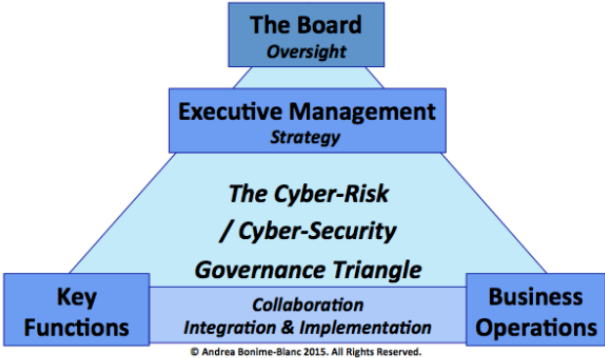 The Board
Oversight
Executive Management
Strategy
The Cyber-Risk
/ Cyber-Security
Governance Triangle
Key
Functions
Collaboration
Integration & Implementation
Business
Operations
© Andrea Bonime-Blanc 2015. All Rights Reserved.